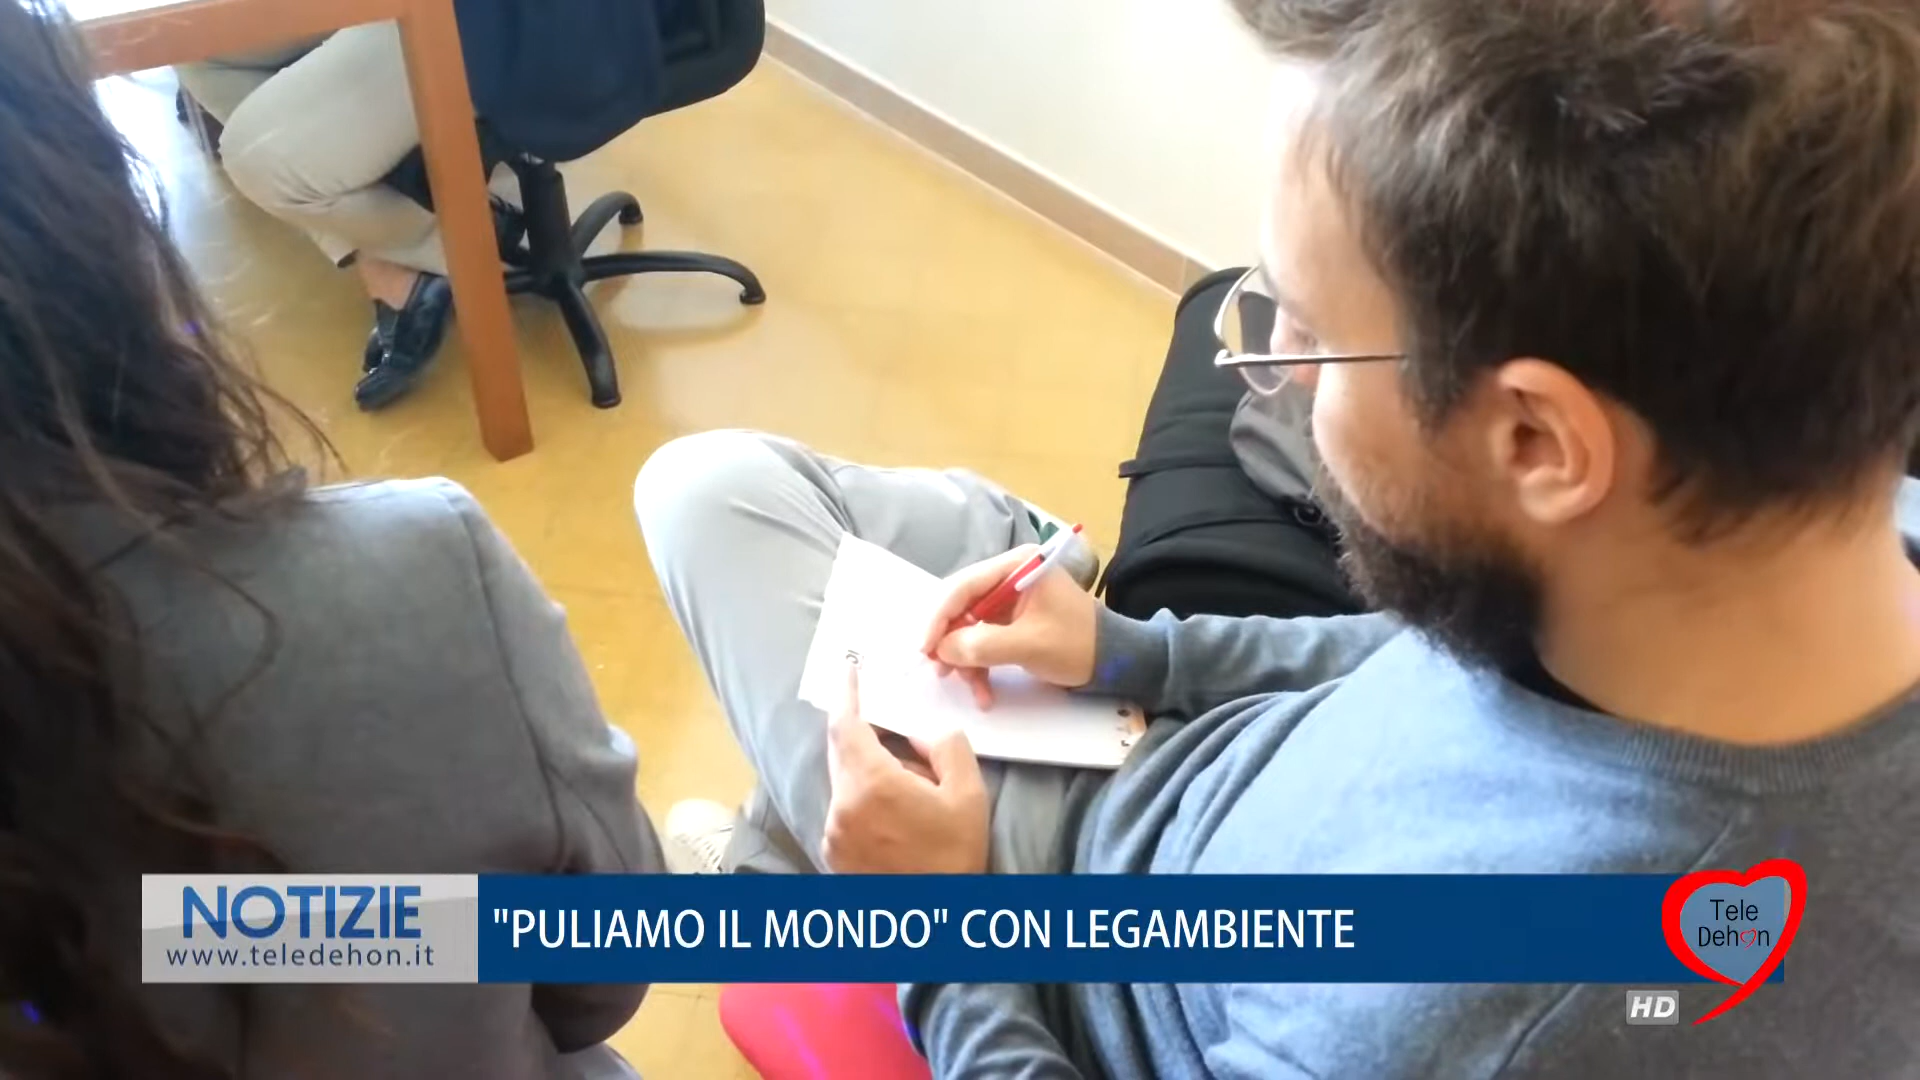 NOTIZIE
www.teledehon.it
"PULIAMO IL MONDO" CON LEGAMBIENTE
Tele
Dehon
HD